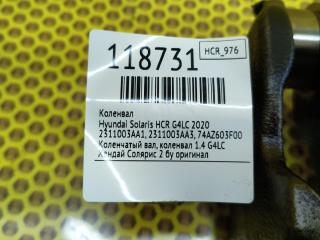 118731
HCR_976
Коленвал
Hyundai Solaris HCR G4LC 2020
2311003AA1, 2311003AA3, 74AZ603F00
Коленчатый вал, коленвал 1.4 G4LC
Хендай Солярис 2 бу оригинал